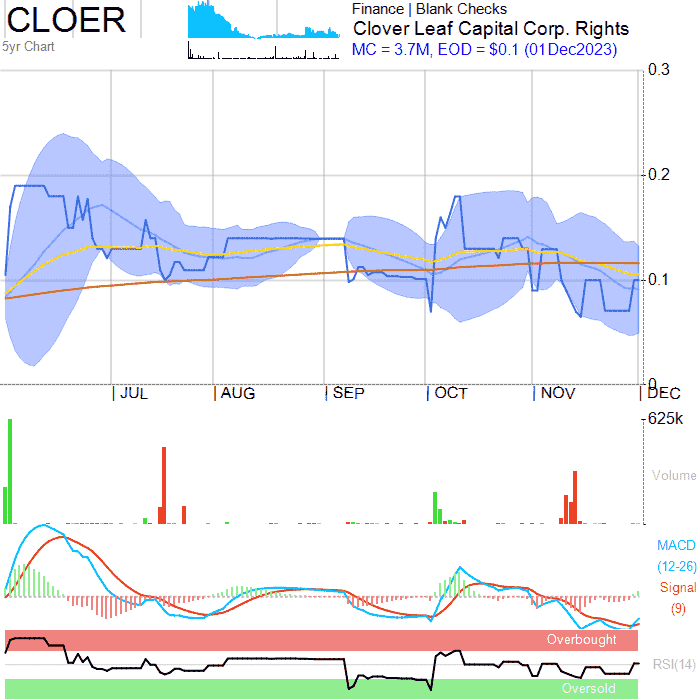 CLOER
5yr Chart
Finance | Blank Checks
Clover Leaf Capital Corp. Rights
MC = 3.7M, EOD = $0.1 (01Dec2023)
0.3
0.2
0.1
0
JUL AUG SEP OCT NOV DEC
625k
Volume
MACD
(12-26)
Signal
(9)
Overbought
RSI(14)
Oversold